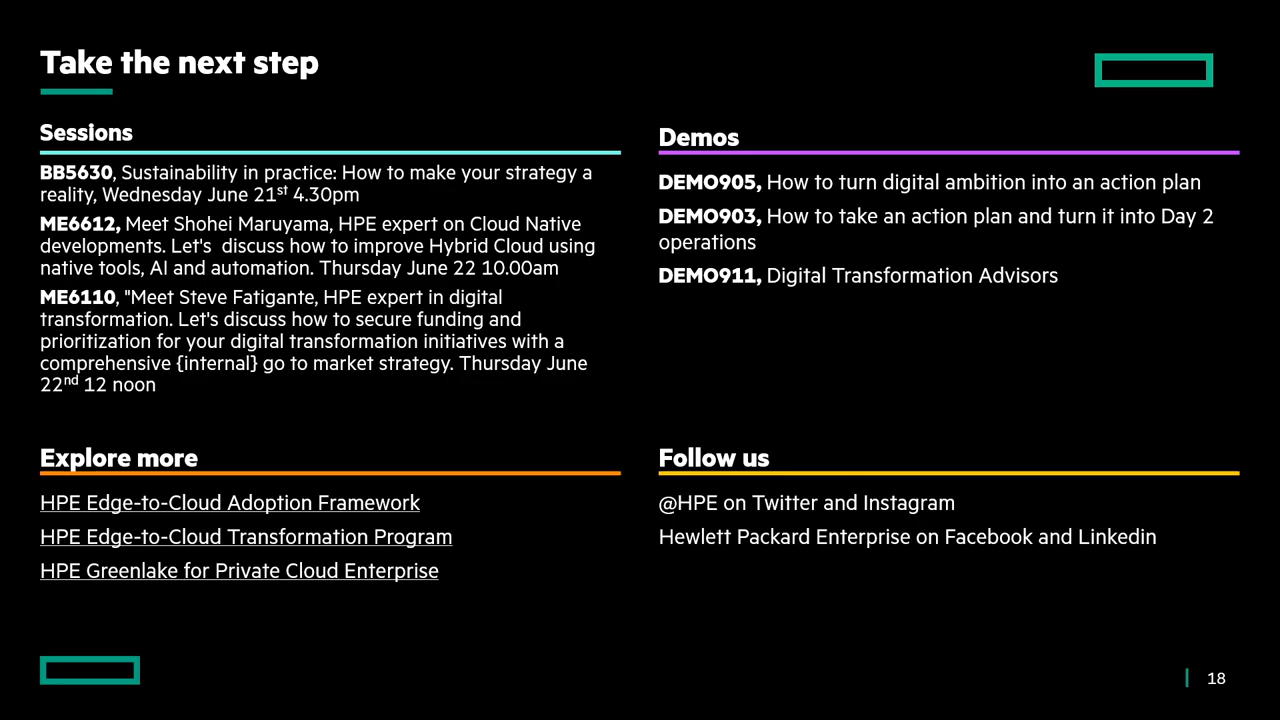 Take the next step
Sessions
BB5630, Sustainability in practice: How to make your strategy a
reality, Wednesday June 21st 4.30pm
ME6612, Meet Shohei Maruyama, HPE expert on Cloud Native
developments. Let's  discuss how to improve Hybrid Cloud using
native tools, AI and automation. Thursday June 22 10.00am
ME6110, "Meet Steve Fatigante, HPE expert in digital
transformation. Let's discuss how to secure funding and
prioritization for your digital transformation initiatives with a
comprehensive {internal} go to market strategy. Thursday June
22nd 12 noon
Demos
DEMO905, How to turn digital ambition into an action plan
DEMO903, How to take an action plan and turn it into Day 2
operations
DEMO911, Digital Transformation Advisors
Explore more
HPE Edge-to-Cloud Adoption Framework
HPE Edge-to-Cloud Transformation Program
HPE Greenlake for Private Cloud Enterprise
Follow us
@HPE on Twitter and Instagram
Hewlett Packard Enterprise on Facebook and Linkedin
18